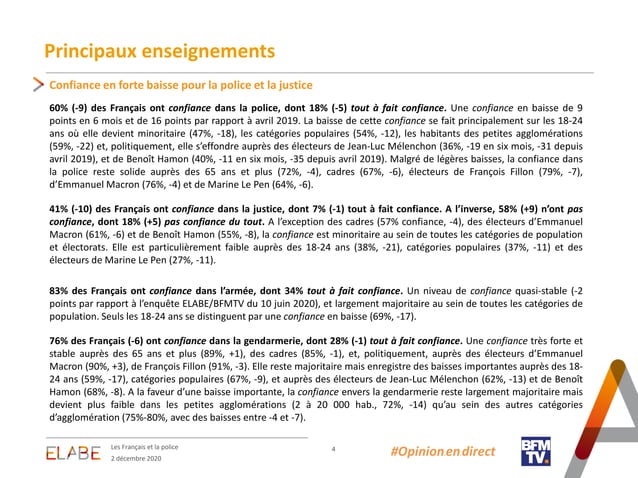 Principaux enseignements
Confiance en forte baisse pour la police et la justice
60% (-9) des Français ont confiance dans la police, dont 18% (-5) tout à fait confiance. Une confiance en baisse de 9
points en 6 mois et de 16 points par rapport à avril 2019. La baisse de cette confiance se fait principalement sur les 18-24
ans où elle devient minoritaire (47%, -18), les catégories populaires (54%, -12), les habitants des petites agglomérations
(59%, -22) et, politiquement, elle s’effondre auprès des électeurs de Jean-Luc Mélenchon (36%, -19 en six mois, -31 depuis
avril 2019), et de Benoît Hamon (40%, -11 en six mois, -35 depuis avril 2019). Malgré de légères baisses, la confiance dans
la police reste solide auprès des 65 ans et plus (72%, -4), cadres (67%, -6), électeurs de François Fillon (79%, -7),
d’Emmanuel Macron (76%, -4) et de Marine Le Pen (64%, -6).
41% (-10) des Français ont confiance dans la justice, dont 7% (-1) tout à fait confiance. A l’inverse, 58% (+9) n’ont pas
confiance, dont 18% (+5) pas confiance du tout. A l’exception des cadres (57% confiance, -4), des électeurs d’Emmanuel
Macron (61%, -6) et de Benoît Hamon (55%, -8), la confiance est minoritaire au sein de toutes les catégories de population
et électorats. Elle est particulièrement faible auprès des 18-24 ans (38%, -21), catégories populaires (37%, -11) et des
électeurs de Marine Le Pen (27%, -11).
83% des Français ont confiance dans l’armée, dont 34% tout à fait confiance. Un niveau de confiance quasi-stable (-2
points par rapport à l’enquête ELABE/BFMTV du 10 juin 2020), et largement majoritaire au sein de toutes les catégories de
population. Seuls les 18-24 ans se distinguent par une confiance en baisse (69%, -17).
76% des Français (-6) ont confiance dans la gendarmerie, dont 28% (-1) tout à fait confiance. Une confiance très forte et
stable auprès des 65 ans et plus (89%, +1), des cadres (85%, -1), et, politiquement, auprès des électeurs d’Emmanuel
Macron (90%, +3), de François Fillon (91%, -3). Elle reste majoritaire mais enregistre des baisses importantes auprès des 18-
24 ans (59%, -17), catégories populaires (67%, -9), et auprès des électeurs de Jean-Luc Mélenchon (62%, -13) et de Benoît
Hamon (68%, -8). A la faveur d’une baisse importante, la confiance envers la gendarmerie reste largement majoritaire mais
devient plus faible dans les petites agglomérations (2 à 20 000 hab., 72%, -14) qu’au sein des autres catégories
d’agglomération (75%-80%, avec des baisses entre -4 et -7).
ELABE
Les Français et la police
2 décembre 2020
4
#Opinionendirect
BFM
TV.